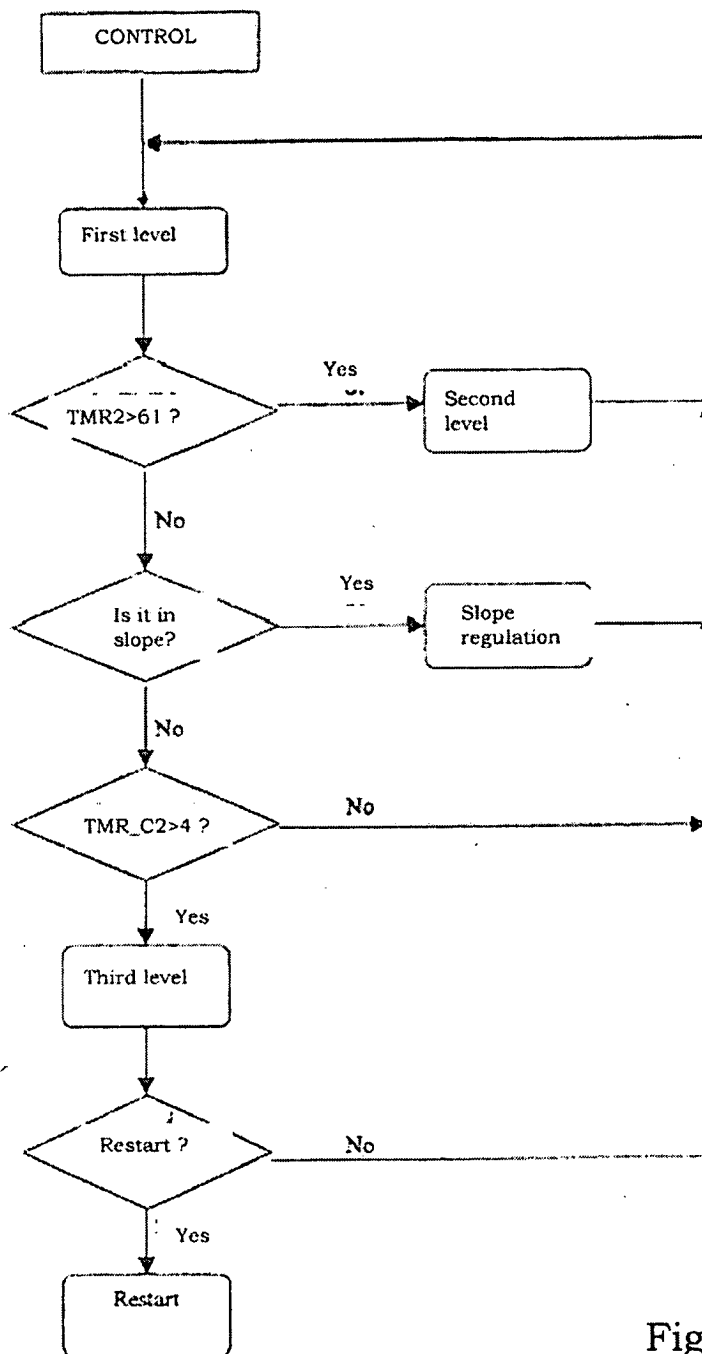 CONTROL
First level
Yes
TMR2>61 ?
Second
level
No
Yes
Is it in
slope?
Slope
regulation
No
No
TMR_C2>4 ?
Yes
Third level
Restart ?
No
Yes
Restart
Fig